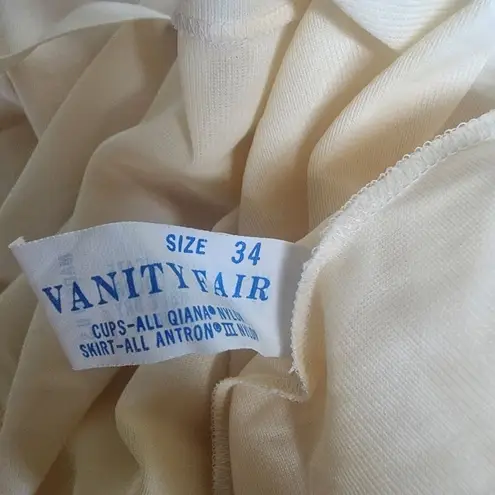 SIZE 34
VANITY FAIR
CUPS-ALL QIANA® NYLON
SKIRT-ALL ANTRON® III NYLON